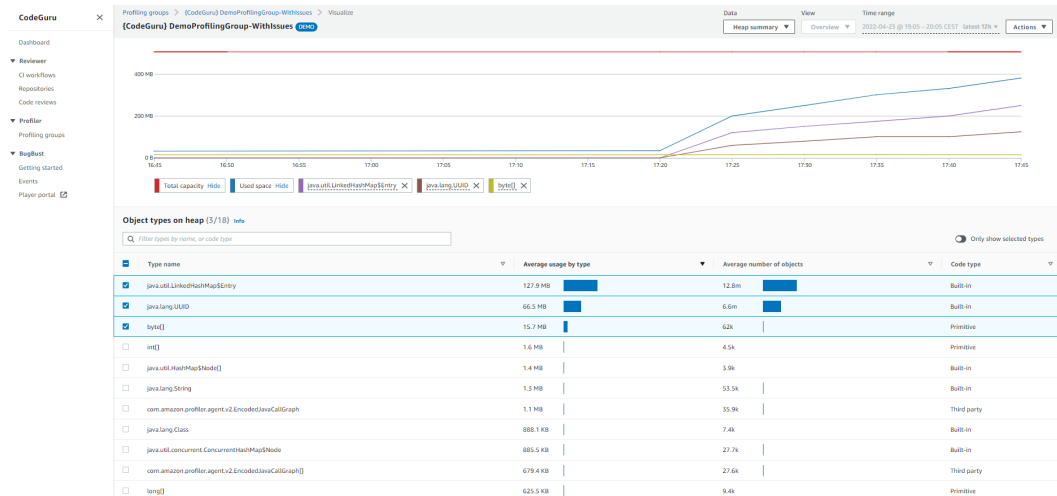 CodeGuru ×
Dashboard
▼ Reviewer
CI workflows
Repositories
Code reviews
▼ Profiler
Profiling groups
▼ BugBust
Getting started
Events
Player portal
Profiling groups > {CodeGuru} DemoProfilingGroup-WithIssues > Visualize
{CodeGuru} DemoProfilingGroup-WithIssues DEMO
Data
Heap summary ▼
View
Overview ▼
Time range
2022-04-23 @ 19:05 – 20:05 CEST latest 12h ▼
Actions ▼
400 MB
200 MB
0 B
16:45 16:50 16:55 17:00 17:05 17:10 17:15 17:20 17:25 17:30 17:35 17:40 17:45
Total capacity Hide Used space Hide java.util.LinkedHashMap$Entry × java.lang.UUID × byte[] ×
Object types on heap (3/18) Info
Filter types by name, or code type
Only show selected types
Type name Average usage by type Average number of objects Code type
java.util.LinkedHashMap$Entry 127.9 MB 12.8m Built-in
java.lang.UUID 66.5 MB 6.6m Built-in
byte[] 15.7 MB 62k Primitive
int[] 1.6 MB 4.5k Primitive
java.util.HashMap$Node[] 1.4 MB 3.9k Built-in
java.lang.String 1.3 MB 53.5k Built-in
com.amazon.profiler.agent.v2.EncodedJavaCallGraph 1.1 MB 35.9k Third party
java.lang.Class 888.1 KB 7.4k Built-in
java.util.concurrent.ConcurrentHashMap$Node 885.5 KB 27.7k Built-in
com.amazon.profiler.agent.v2.EncodedJavaCallGraph[] 679.4 KB 27.6k Third party
long[] 625.5 KB 9.4k Primitive